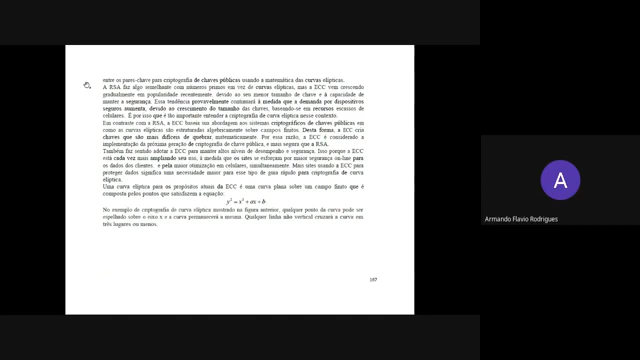 entre os pares-chave para criptografia de chaves públicas usando a matemática das curvas elípticas.
A RSA faz algo semelhante com números primos em vez de curvas elípticas, mas a ECC vem crescendo
gradualmente em popularidade recentemente, devido ao seu menor tamanho de chave e à capacidade de
manter a segurança. Essa tendência provavelmente continuará à medida que a demanda por dispositivos
seguros aumenta, devido ao crescimento do tamanho das chaves, baseando-se em recursos escassos de
celulares. É por isso que é tão importante entender a criptografia de curva elíptica nesse contexto.
Em contraste com a RSA, a ECC baseia sua abordagem aos sistemas criptográficos de chaves públicas em
como as curvas elípticas são estruturadas algebricamente sobre campos finitos. Desta forma, a ECC cria
chaves que são mais difíceis de quebrar, matematicamente. Por essa razão, a ECC é considerado a
implementação da próxima geração de criptografia de chave pública, e mais segura que a RSA.
Também faz sentido adotar a ECC para manter altos níveis de desempenho e segurança. Isso porque a ECC
está cada vez mais ampliando seu uso, à medida que os sites se esforçam por maior segurança on-line para
os dados dos clientes. e pela maior otimização em celulares, simultaneamente. Mais sites usando a ECC para
proteger dados significa uma necessidade maior para esse tipo de guia rápido para criptografia de curva
elíptica.
Uma curva elíptica para os propósitos atuais da ECC é uma curva plana sobre um campo finito que é
composta pelos pontos que satisfazem a equação:
y² = x³ + ax + b
No exemplo de criptografia de curva elíptica mostrado na figura anterior, qualquer ponto da curva pode ser
espelhado sobre o eixo x e a curva permanecerá a mesma. Qualquer linha não vertical cruzará a curva em
três lugares ou menos.
187
A
Armando Flavio Rodrigues